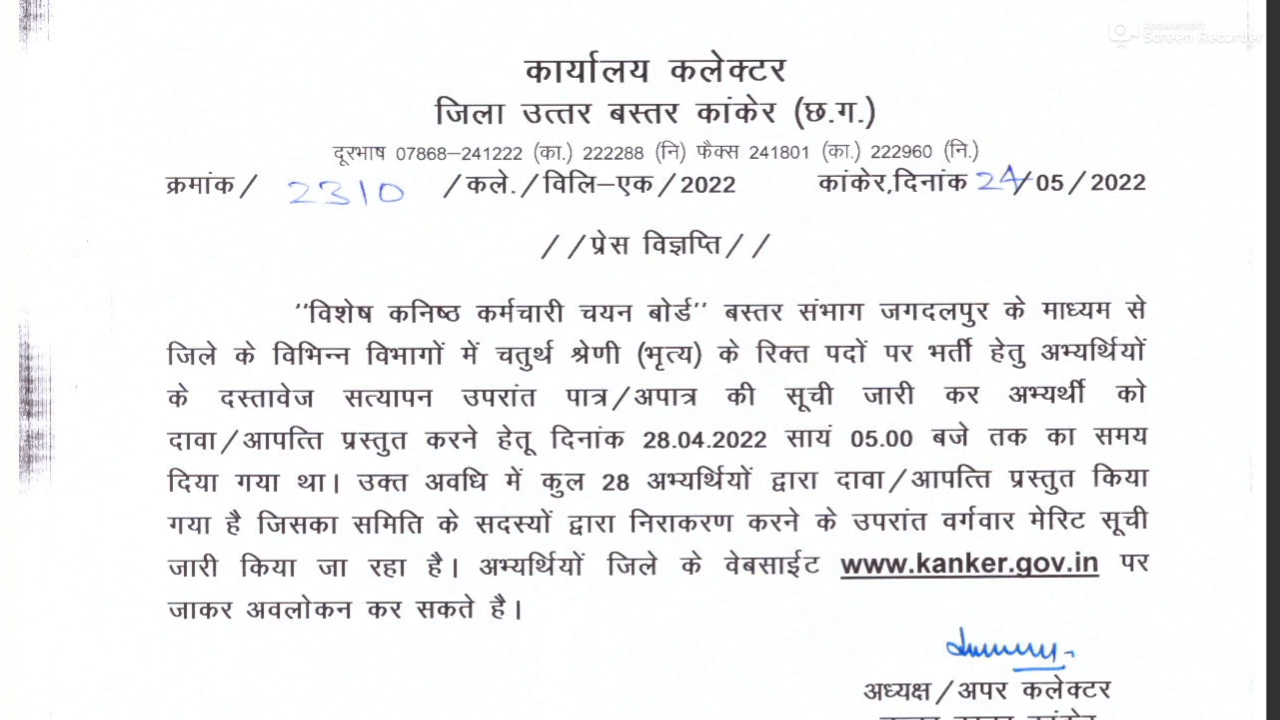 Apowersoft
Screen Recorder
कार्यालय कलेक्टर
जिला उत्तर बस्तर कांकेर (छ.ग.)
दूरभाष 07868–241222 (का.) 222288 (नि) फैक्स 241801 (का.) 222960 (नि.)
क्रमांक/ 2310 /कले./विलि–एक/2022 कांकेर,दिनांक 24/05/2022
//प्रेस विज्ञप्ति//
''विशेष कनिष्ठ कर्मचारी चयन बोर्ड'' बस्तर संभाग जगदलपुर के माध्यम से
जिले के विभिन्न विभागों में चतुर्थ श्रेणी (भृत्य) के रिक्त पदों पर भर्ती हेतु अभ्यर्थियों
के दस्तावेज सत्यापन उपरांत पात्र/अपात्र की सूची जारी कर अभ्यर्थी को
दावा/आपत्ति प्रस्तुत करने हेतू दिनांक 28.04.2022 सायं 05.00 बजे तक का समय
दिया गया था। उक्त अवधि में कुल 28 अभ्यर्थियों द्वारा दावा/आपत्ति प्रस्तुत किया
गया है जिसका समिति के सदस्यों द्वारा निराकरण करने के उपरांत वर्गवार मेरिट सूची
जारी किया जा रहा है। अभ्यर्थियों जिले के वेबसाईट www.kanker.gov.in पर
जाकर अवलोकन कर सकते है।
अध्यक्ष/अपर कलेक्टर